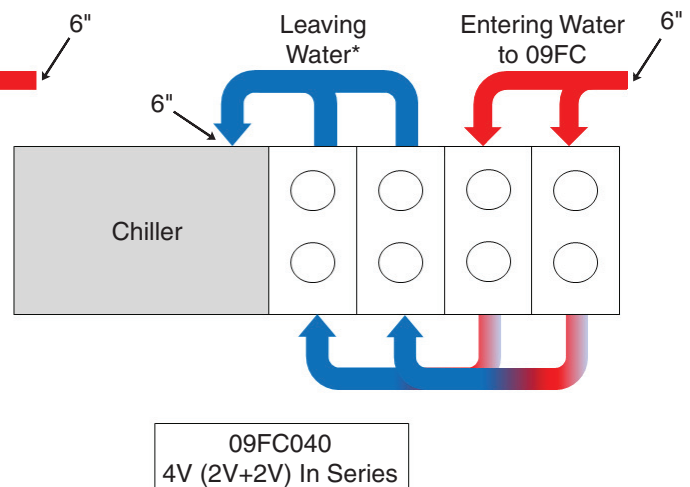 6"
Leaving
Water*
Entering Water
to 09FC
6"
6"
Chiller
09FC040
4V (2V+2V) In Series